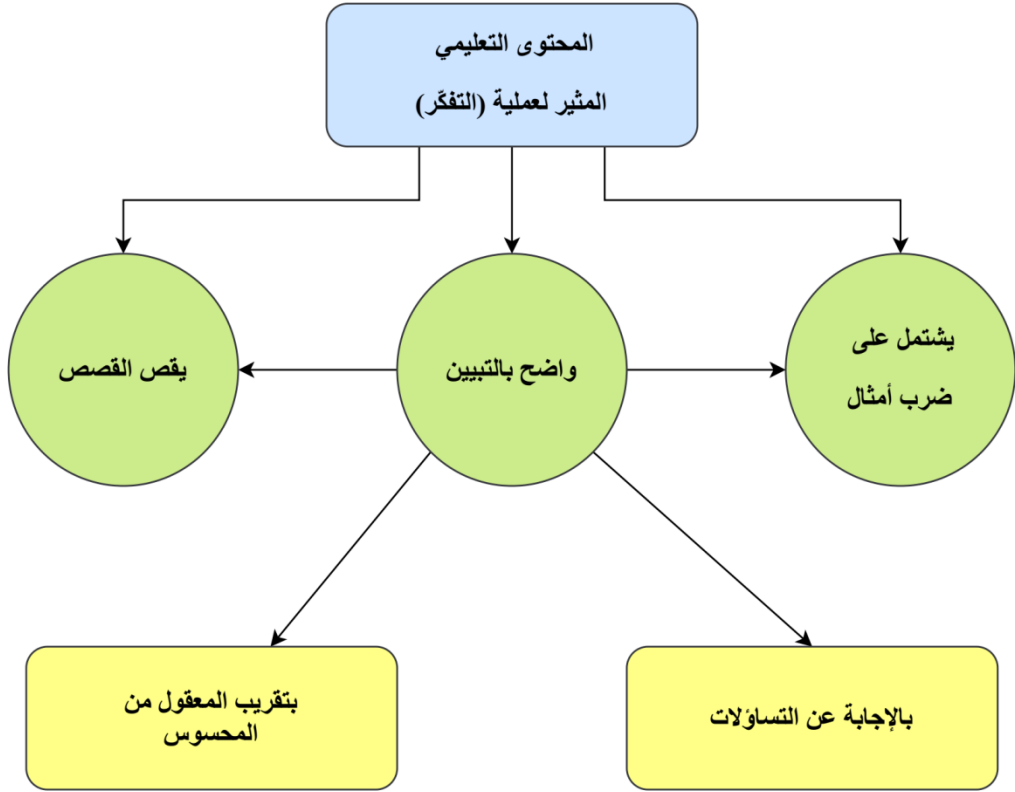 المحتوى التعليمي
المثير لعملية (التفكّر)
يشتمل على
ضرب أمثال
واضح بالتبيين
يقص القصص
بالإجابة عن التساؤلات
بتقريب المعقول من
المحسوس